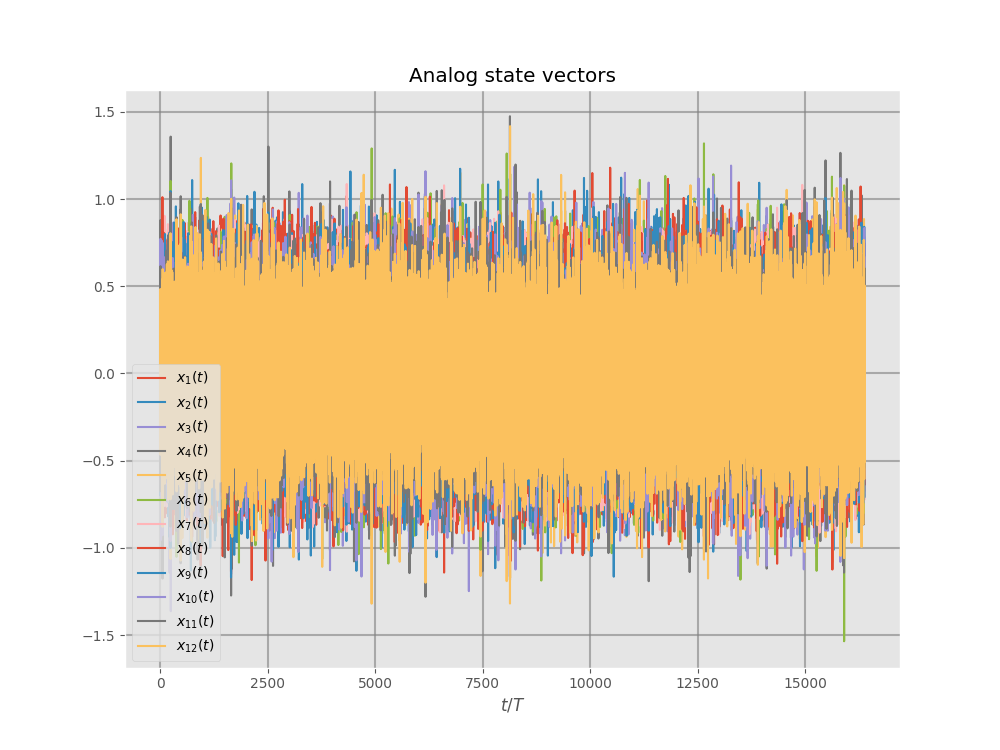 Analog state vectors
1.5
1.0
0.5
0.0
−0.5
−1.0
−1.5
x₁(t)
x₂(t)
x₃(t)
x₄(t)
x₅(t)
x₆(t)
x₇(t)
x₈(t)
x₉(t)
x₁₀(t)
x₁₁(t)
x₁₂(t)
0 2500 5000 7500 10000 12500 15000
t/T